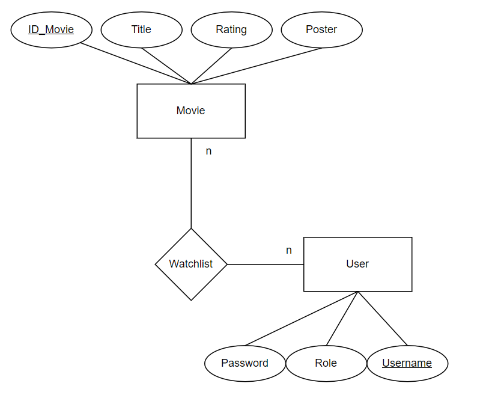 ID_Movie
Title
Rating
Poster
Movie
n
Watchlist
n
User
Password
Role
Username